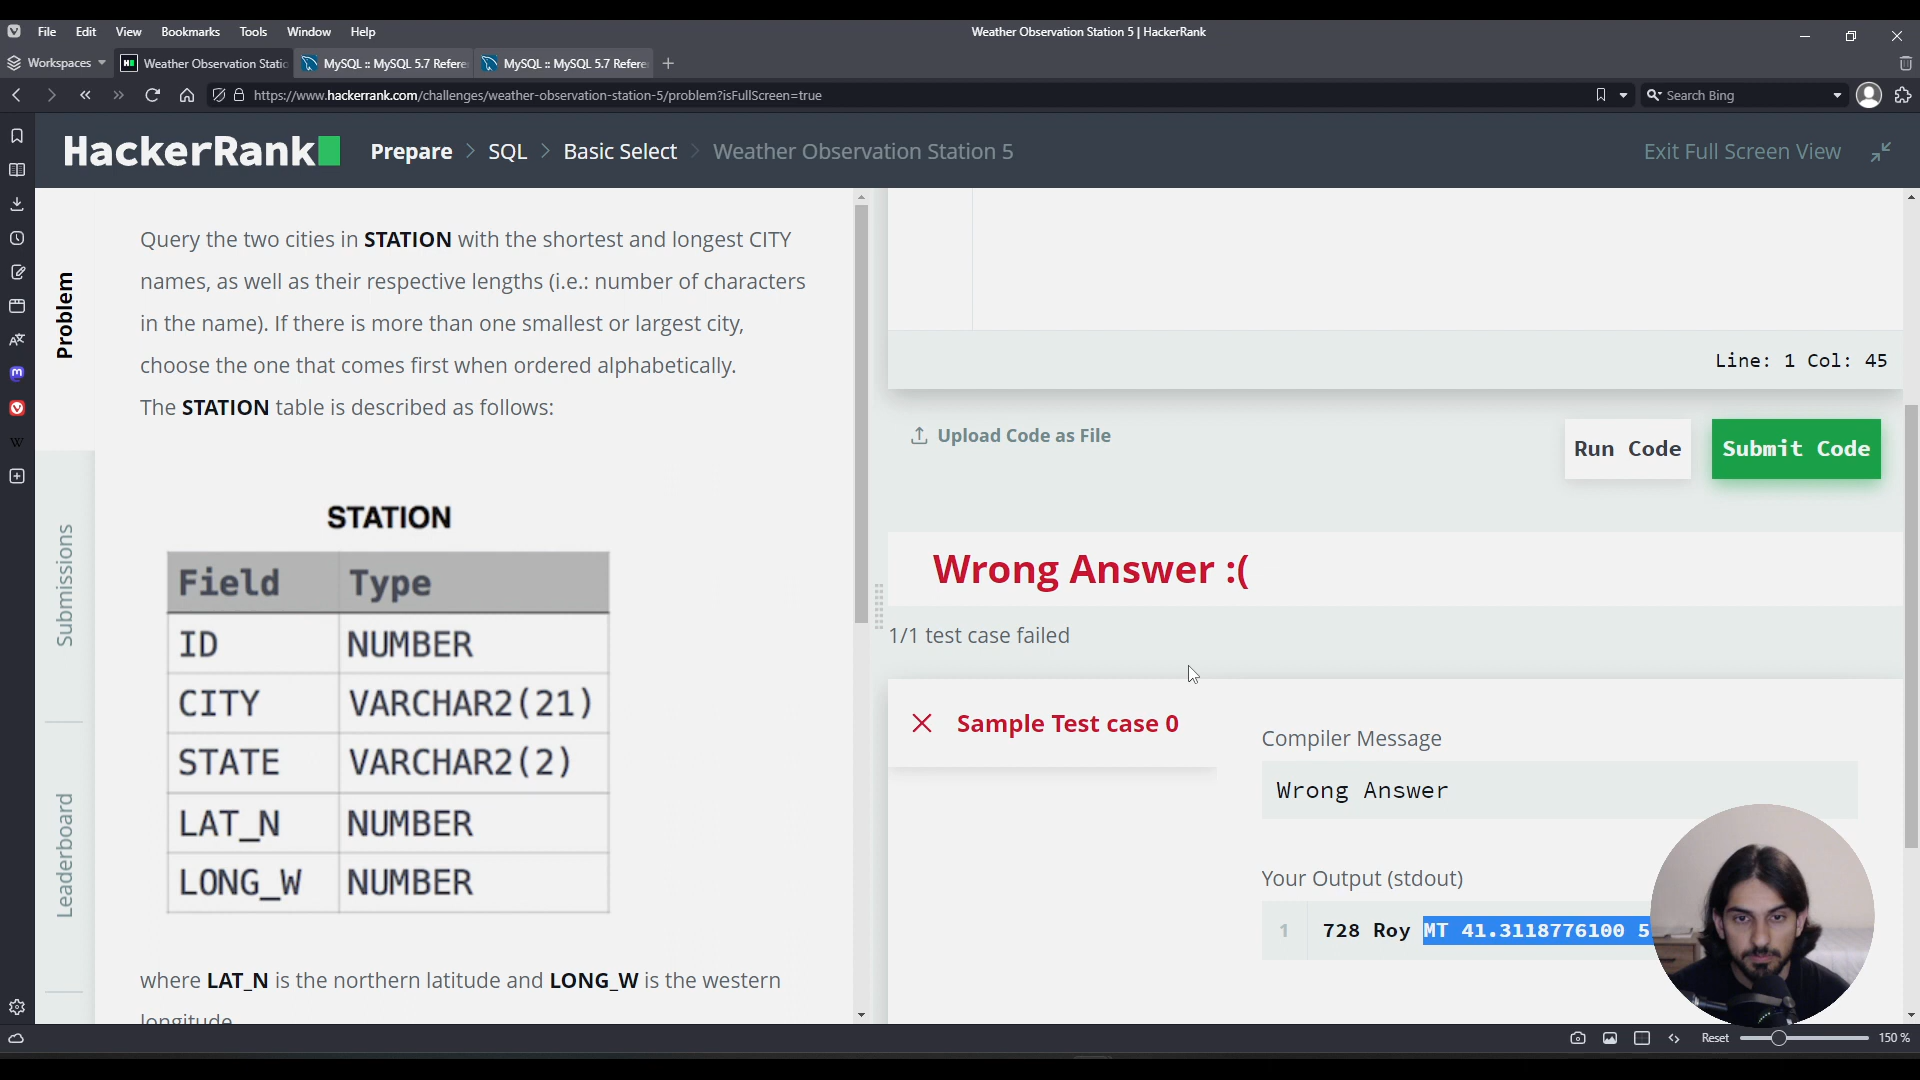 File Edit View Bookmarks Tools Window Help
Weather Observation Station 5 | HackerRank
Workspaces
Weather Observation Static
MySQL :: MySQL 5.7 Refere
MySQL :: MySQL 5.7 Refere
https://www.hackerrank.com/challenges/weather-observation-station-5/problem?isFullScreen=true
Search Bing
HackerRank
Prepare > SQL > Basic Select > Weather Observation Station 5
Exit Full Screen View
Problem
Submissions
Leaderboard
Query the two cities in STATION with the shortest and longest CITY
names, as well as their respective lengths (i.e.: number of characters
in the name). If there is more than one smallest or largest city,
choose the one that comes first when ordered alphabetically.
The STATION table is described as follows:
STATION
Field Type
ID NUMBER
CITY VARCHAR2(21)
STATE VARCHAR2(2)
LAT_N NUMBER
LONG_W NUMBER
where LAT_N is the northern latitude and LONG_W is the western
longitude.
Line: 1 Col: 45
Upload Code as File
Run Code
Submit Code
Wrong Answer :(
1/1 test case failed
Sample Test case 0
Compiler Message
Wrong Answer
Your Output (stdout)
1 728 Roy MT 41.3118776100 5
Reset
150 %